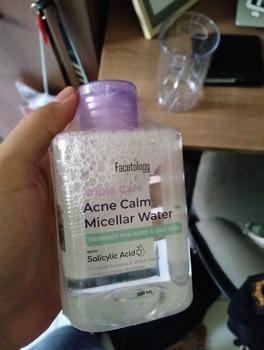 Facetology
Triple Care
Acne Calm
Micellar Water
FRIENDLY FOR ACNE & OILY SKIN
WITH
Salicylic Acid
300 ML